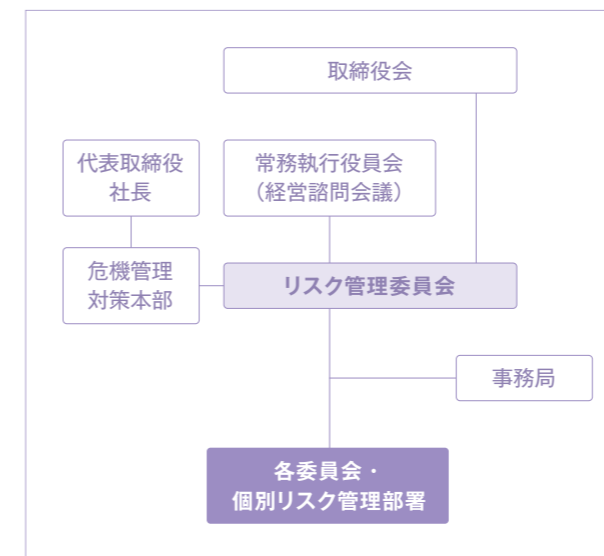 取締役会
代表取締役
社長
常務執行役員会
（経営諮問会議）
危機管理
対策本部
リスク管理委員会
事務局
各委員会・
個別リスク管理部署